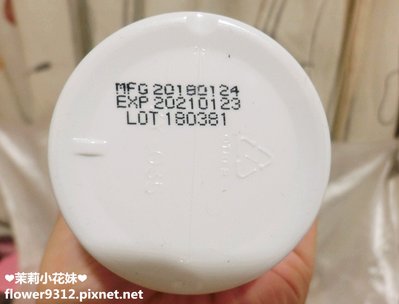 MFG 20180124
EXP 20210123
LOT 180381
❤茉莉小花妹❤
flower9312.pixnet.net